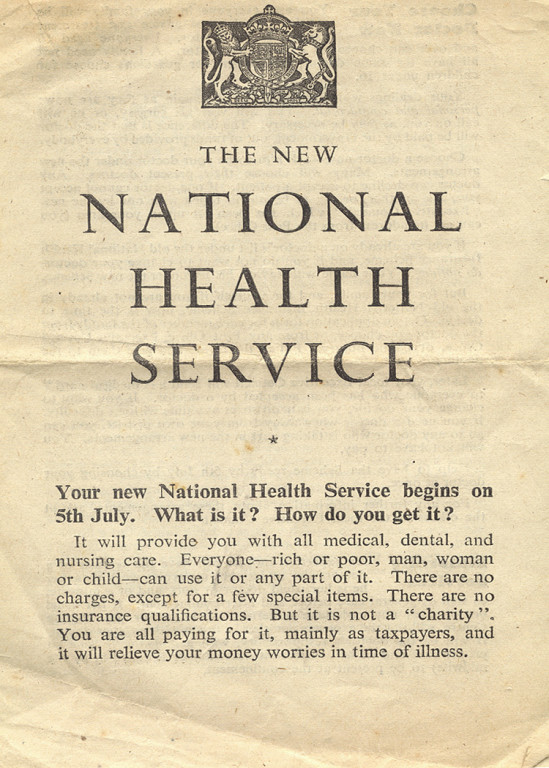 THE NEW
NATIONAL
HEALTH
SERVICE
*
Your new National Health Service begins on
5th July. What is it? How do you get it?
It will provide you with all medical, dental, and
nursing care. Everyone—rich or poor, man, woman
or child—can use it or any part of it. There are no
charges, except for a few special items. There are no
insurance qualifications. But it is not a "charity".
You are all paying for it, mainly as taxpayers, and
it will relieve your money worries in time of illness.